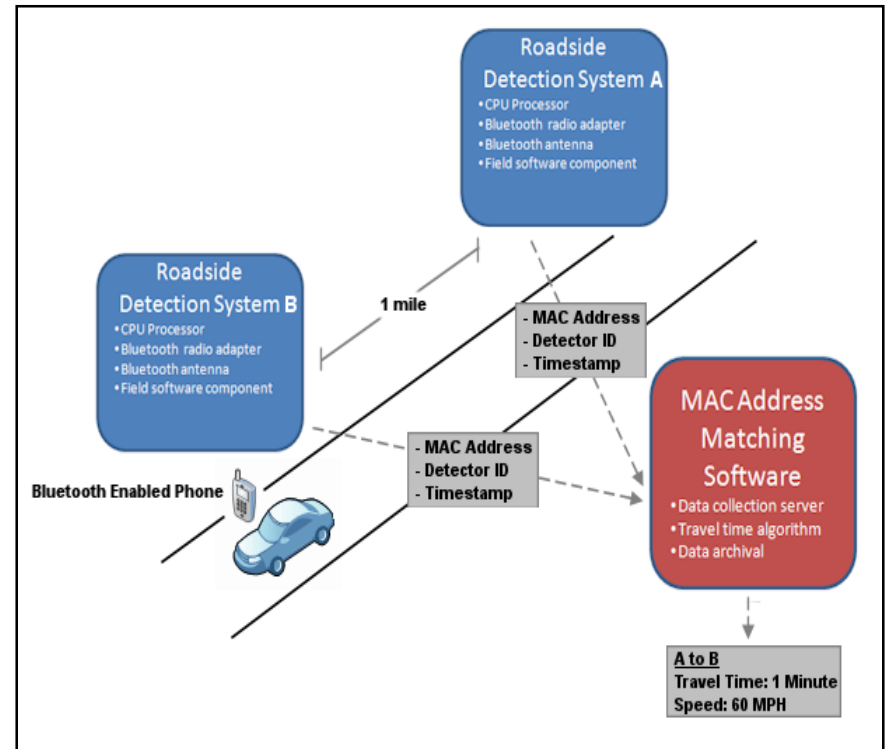 Roadside
Detection System A
•CPU Processor
•Bluetooth radio adapter
•Bluetooth antenna
•Field software component
Roadside
Detection System B
•CPU Processor
•Bluetooth radio adapter
•Bluetooth antenna
•Field software component
1 mile
- MAC Address
- Detector ID
- Timestamp
- MAC Address
- Detector ID
- Timestamp
Bluetooth Enabled Phone
MAC Address
Matching
Software
•Data collection server
•Travel time algorithm
•Data archival
A to B
Travel Time: 1 Minute
Speed: 60 MPH